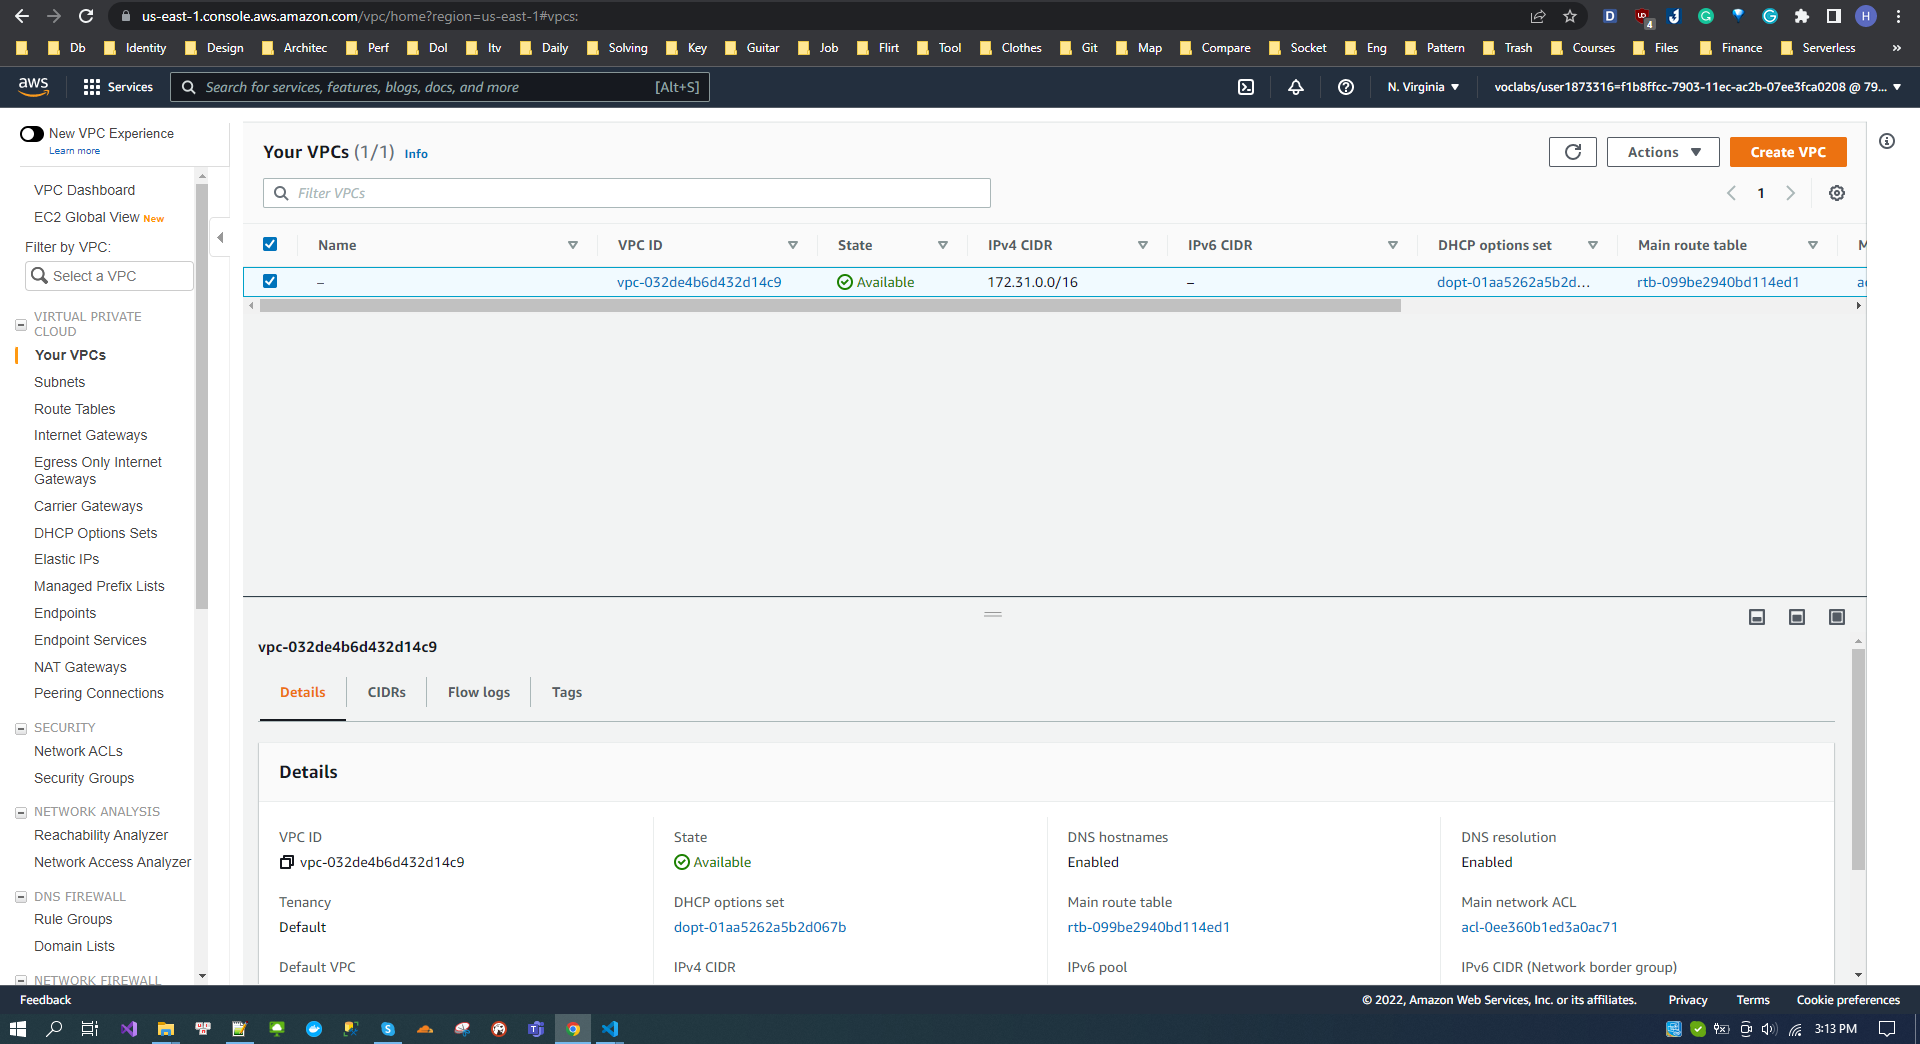 us-east-1.console.aws.amazon.com/vpc/home?region=us-east-1#vpcs:
Db Identity Design Architec Perf Dol Itv Daily Solving Key Guitar Job Flirt Tool Clothes Git Map Compare Socket Eng Pattern Trash Courses Files Finance Serverless »
aws Services Search for services, features, blogs, docs, and more [Alt+S] N. Virginia voclabs/user1873316=f1b8ffcc-7903-11ec-ac2b-07ee3fca0208 @ 79...
New VPC Experience
Learn more
VPC Dashboard
EC2 Global View New
Filter by VPC:
Select a VPC
VIRTUAL PRIVATE
CLOUD
Your VPCs
Subnets
Route Tables
Internet Gateways
Egress Only Internet
Gateways
Carrier Gateways
DHCP Options Sets
Elastic IPs
Managed Prefix Lists
Endpoints
Endpoint Services
NAT Gateways
Peering Connections
SECURITY
Network ACLs
Security Groups
NETWORK ANALYSIS
Reachability Analyzer
Network Access Analyzer
DNS FIREWALL
Rule Groups
Domain Lists
NETWORK FIREWALL
Your VPCs (1/1) Info
Actions
Create VPC
Filter VPCs
1
Name VPC ID State IPv4 CIDR IPv6 CIDR DHCP options set Main route table M
– vpc-032de4b6d432d14c9 Available 172.31.0.0/16 – dopt-01aa5262a5b2d... rtb-099be2940bd114ed1 ac
vpc-032de4b6d432d14c9
Details CIDRs Flow logs Tags
Details
VPC ID State DNS hostnames DNS resolution
vpc-032de4b6d432d14c9 Available Enabled Enabled
Tenancy DHCP options set Main route table Main network ACL
Default dopt-01aa5262a5b2d067b rtb-099be2940bd114ed1 acl-0ee360b1ed3a0ac71
Default VPC IPv4 CIDR IPv6 pool IPv6 CIDR (Network border group)
Feedback © 2022, Amazon Web Services, Inc. or its affiliates. Privacy Terms Cookie preferences
3:13 PM